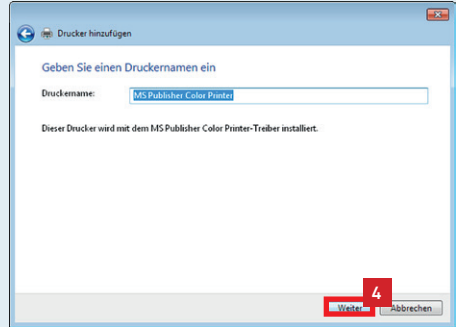 Drucker hinzufügen
Geben Sie einen Druckernamen ein
Druckername: MS Publisher Color Printer
Dieser Drucker wird mit dem MS Publisher Color Printer-Treiber installiert.
4
Weiter Abbrechen